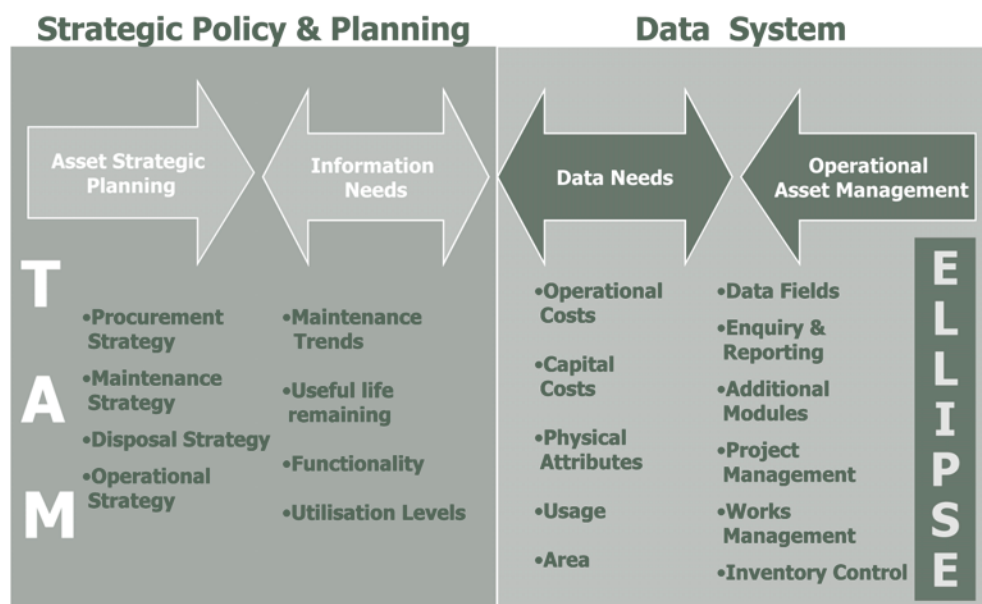 Strategic Policy & Planning
Data System
Asset Strategic
Planning
Information
Needs
Data Needs
Operational
Asset Management
T
A
M
•Procurement
Strategy
•Maintenance
Strategy
•Disposal Strategy
•Operational
Strategy
•Maintenance
Trends
•Useful life
remaining
•Functionality
•Utilisation Levels
•Operational
Costs
•Capital
Costs
•Physical
Attributes
•Usage
•Area
•Data Fields
•Enquiry &
Reporting
•Additional
Modules
•Project
Management
•Works
Management
•Inventory Control
E
L
L
I
P
S
E